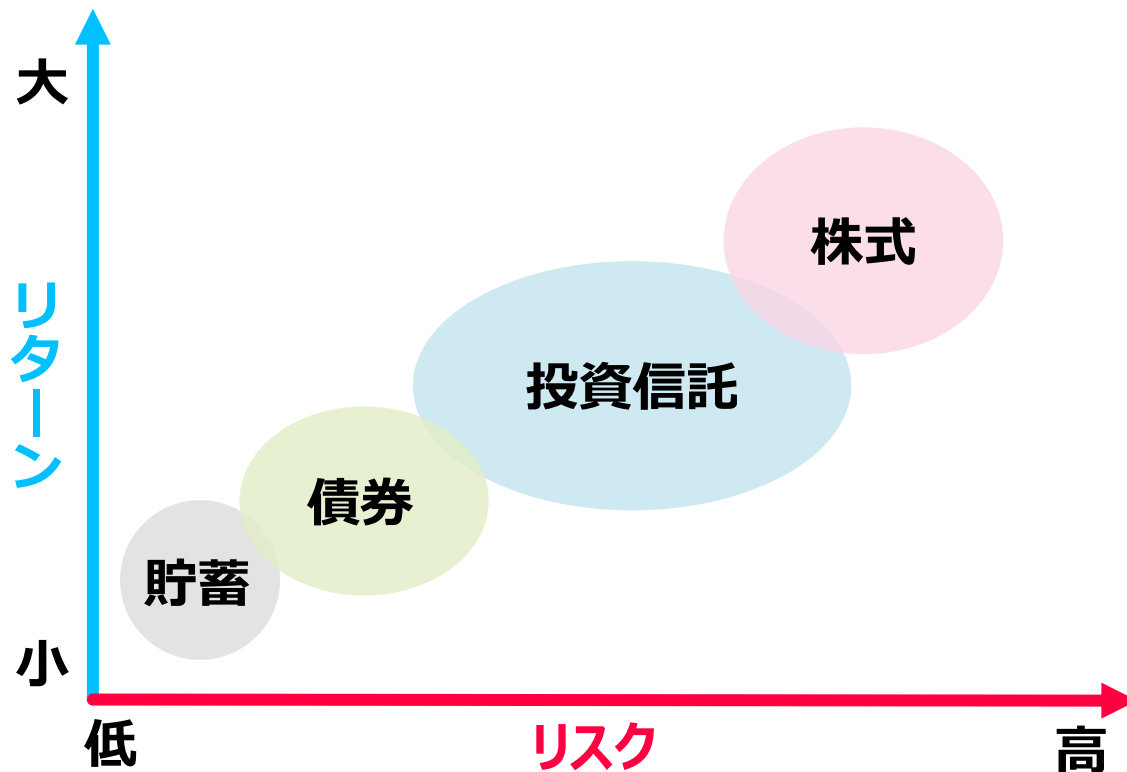 大
株式
リターン
投資信託
債券
貯蓄
小
低
リスク
高